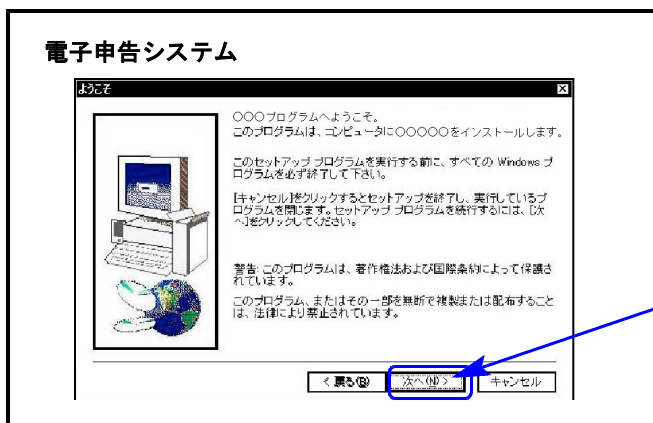 電子申告システム
ようこそ
○○○プログラムへようこそ。
このプログラムは、コンピュータに○○○○○をインストールします。
このセットアップ プログラムを実行する前に、すべての Windows プ
ログラムを必ず終了して下さい。
[キャンセル]をクリックするとセットアップを終了し、実行しているプ
ログラムを閉じます。セットアップ プログラムを続行するには、[次
へ]をクリックしてください。
警告: このプログラムは、著作権法および国際条約によって保護さ
れています。
このプログラム、またはその一部を無断で複製または配布すること
は、法律により禁止されています。
< 戻る(B) 次へ(N) > キャンセル